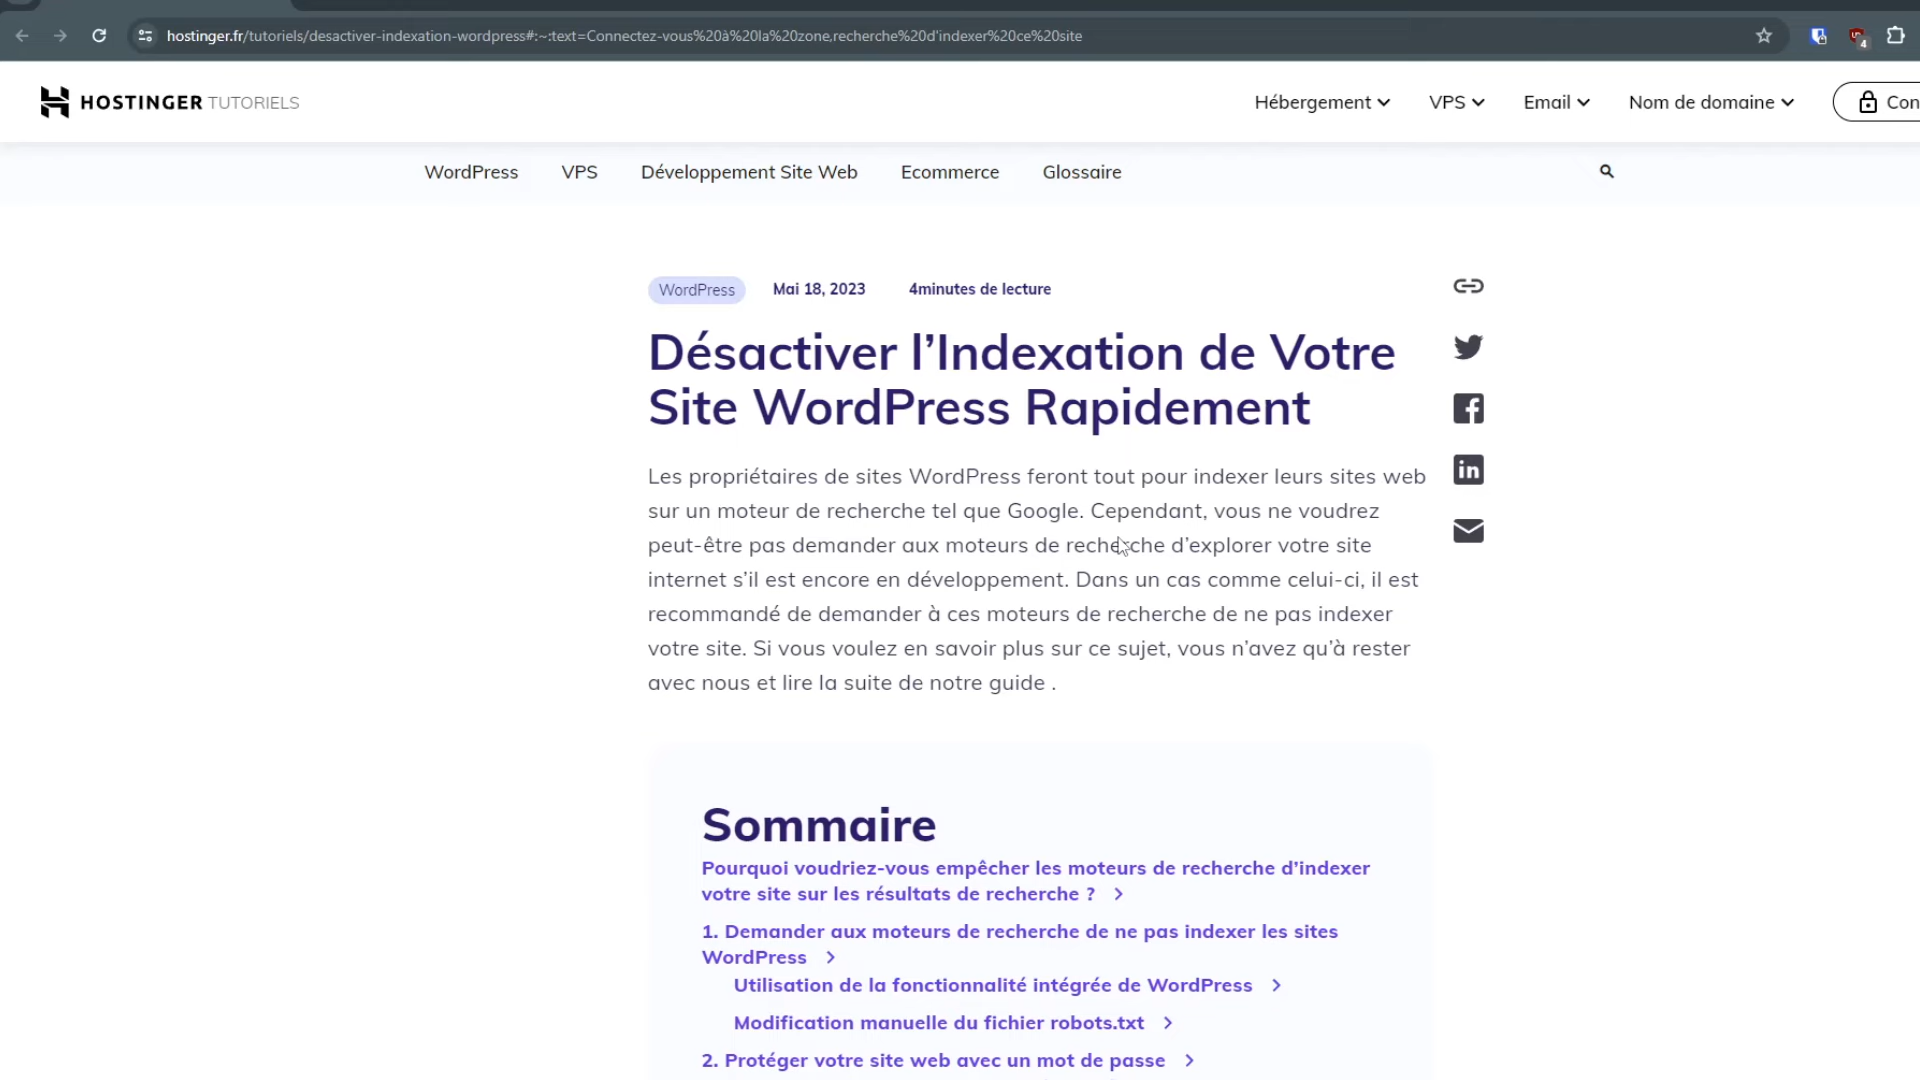 hostinger.fr/tutoriels/desactiver-indexation-wordpress#:~:text=Connectez-vous%20à%20la%20zone,recherche%20d'indexer%20ce%20site
4
HOSTINGER TUTORIELS
Hébergement
VPS
Email
Nom de domaine
Con
WordPress
VPS
Développement Site Web
Ecommerce
Glossaire
WordPress
Mai 18, 2023
4minutes de lecture
Désactiver l’Indexation de Votre
Site WordPress Rapidement
Les propriétaires de sites WordPress feront tout pour indexer leurs sites web
sur un moteur de recherche tel que Google. Cependant, vous ne voudrez
peut-être pas demander aux moteurs de recherche d’explorer votre site
internet s’il est encore en développement. Dans un cas comme celui-ci, il est
recommandé de demander à ces moteurs de recherche de ne pas indexer
votre site. Si vous voulez en savoir plus sur ce sujet, vous n’avez qu’à rester
avec nous et lire la suite de notre guide .
Sommaire
Pourquoi voudriez-vous empêcher les moteurs de recherche d’indexer
votre site sur les résultats de recherche ?
1. Demander aux moteurs de recherche de ne pas indexer les sites
WordPress
Utilisation de la fonctionnalité intégrée de WordPress
Modification manuelle du fichier robots.txt
2. Protéger votre site web avec un mot de passe